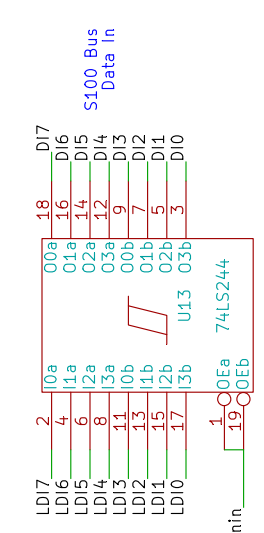 S100 Bus
Data In
DI7
DI6
DI5
DI4
DI3
DI2
DI1
DI0
18
16
14
12
9
7
5
3
O0a
O1a
O2a
O3a
O0b
O1b
O2b
O3b
U13
74LS244
I0a
I1a
I2a
I3a
I0b
I1b
I2b
I3b
OEa
OEb
2
4
6
8
11
13
15
17
1
19
LDI7
LDI6
LDI5
LDI4
LDI3
LDI2
LDI1
LDI0
nin